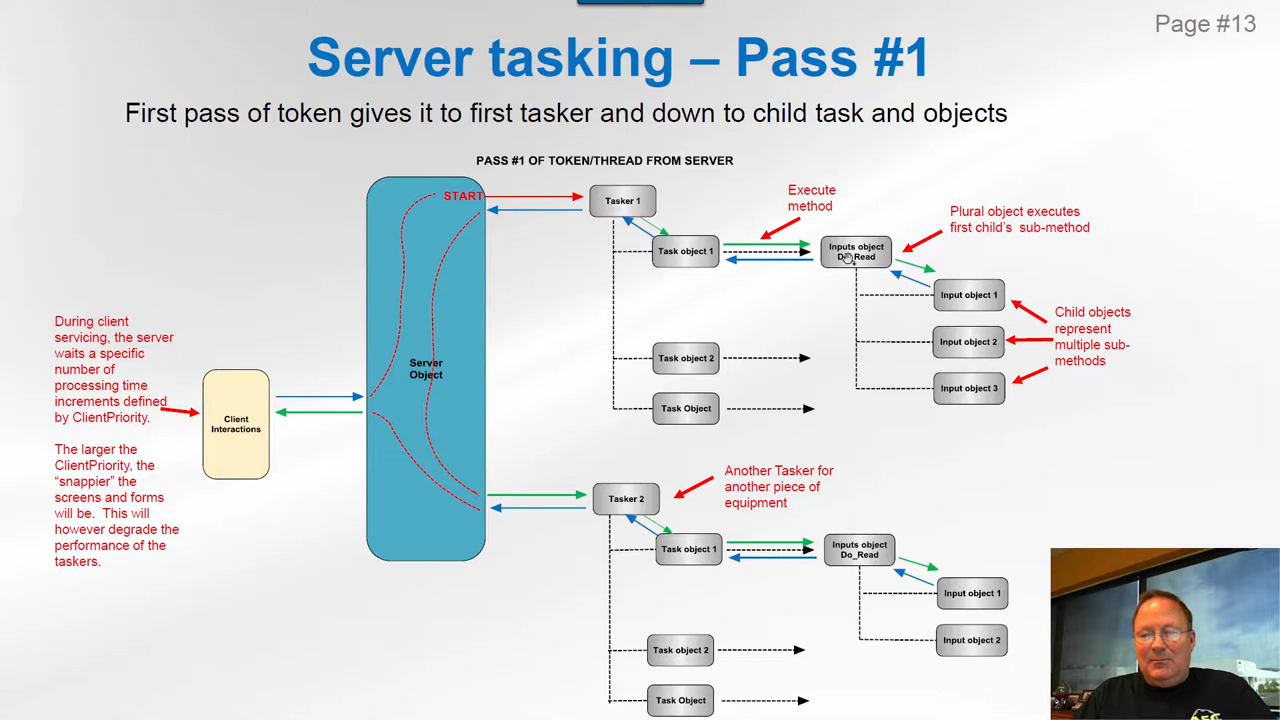 Page #13
Server tasking – Pass #1
First pass of token gives it to first tasker and down to child task and objects
PASS #1 OF TOKEN/THREAD FROM SERVER
START
Tasker 1
Execute
method
Plural object executes
first child's sub-method
Task object 1
Inputs object
Do_Read
Input object 1
Input object 2
Input object 3
Child objects
represent
multiple sub-
methods
Task object 2
Task Object
During client
servicing, the server
waits a specific
number of
processing time
increments defined
by ClientPriority.
The larger the
ClientPriority, the
"snappier" the
screens and forms
will be. This will
however degrade the
performance of the
taskers.
Client
Interactions
Server
Object
Tasker 2
Another Tasker for
another piece of
equipment
Task object 1
Inputs object
Do_Read
Input object 1
Input object 2
Task object 2
Task Object